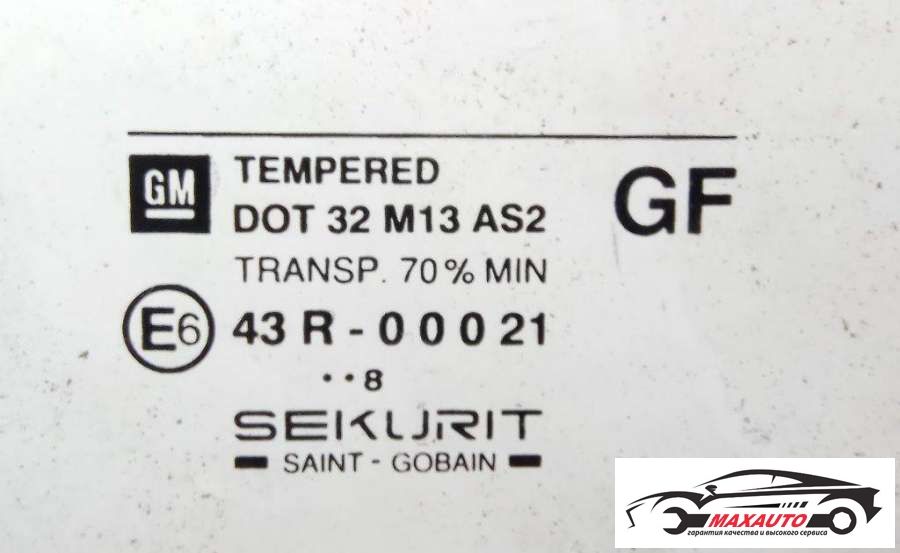 GM
TEMPERED
GF
DOT 32 M13 AS2
TRANSP. 70% MIN
E6 43 R - 0 0 0 21
••8
SEKURIT
SAINT - GOBAIN
MAXAUTO
гарантия качества и высокого сервиса